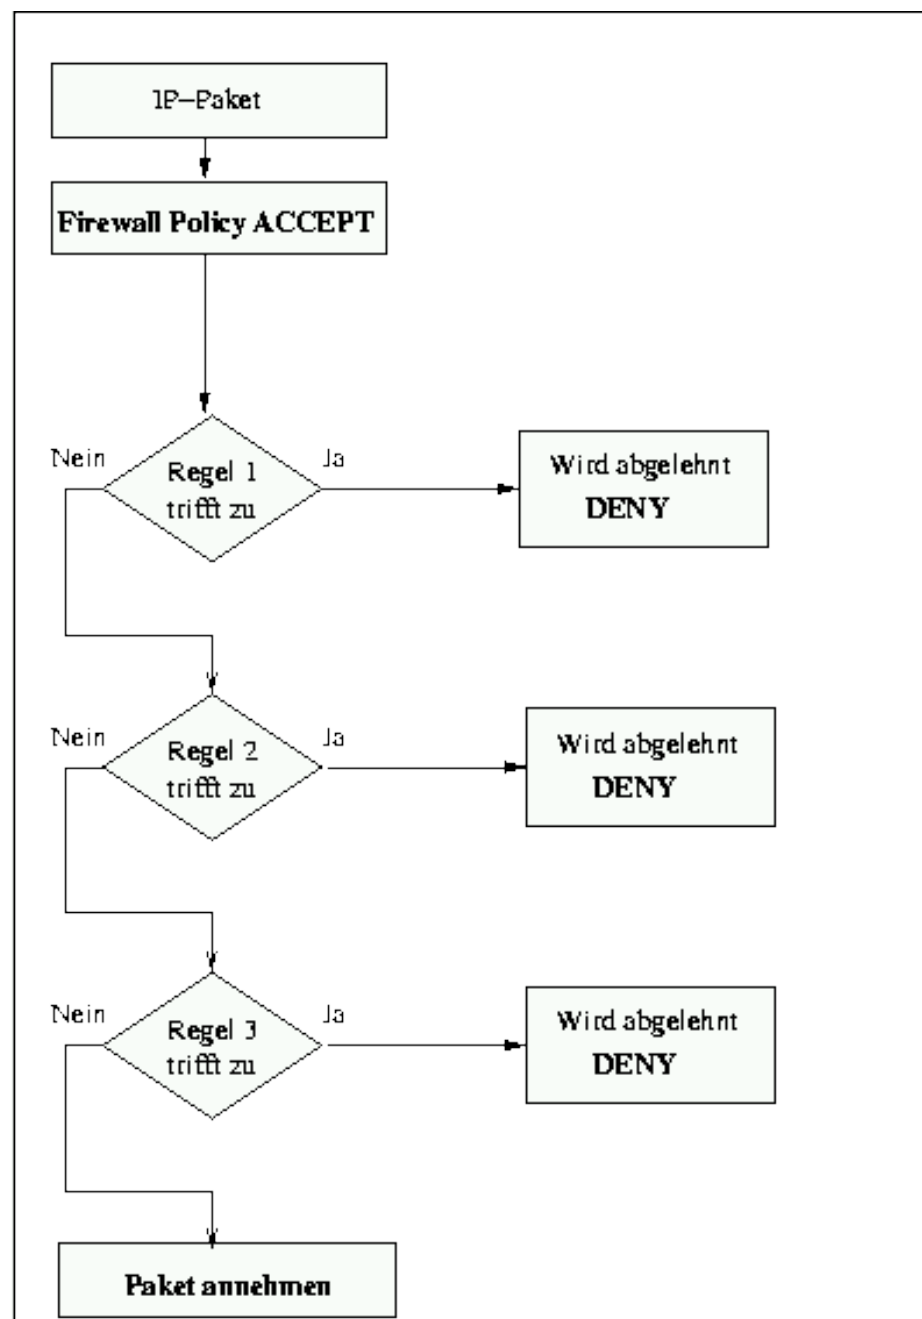 IP-Paket
Firewall Policy ACCEPT
Nein
Regel 1
trifft zu
Ja
Wird abgelehnt
DENY
Nein
Regel 2
trifft zu
Ja
Wird abgelehnt
DENY
Nein
Regel 3
trifft zu
Ja
Wird abgelehnt
DENY
Paket annehmen